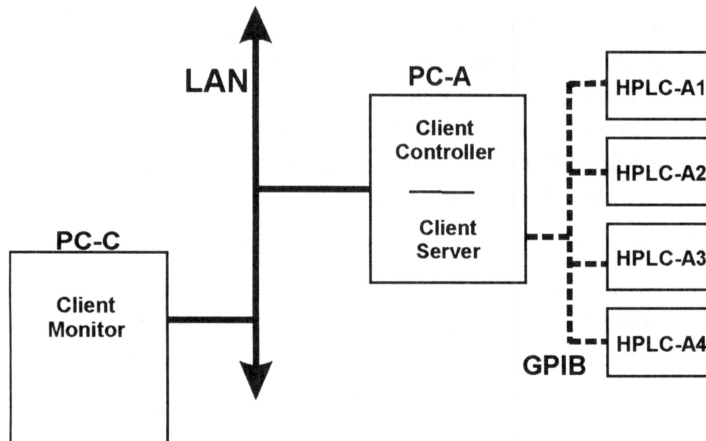 LAN
PC-A
Client
Controller
Client
Server
HPLC-A1
HPLC-A2
HPLC-A3
HPLC-A4
GPIB
PC-C
Client
Monitor